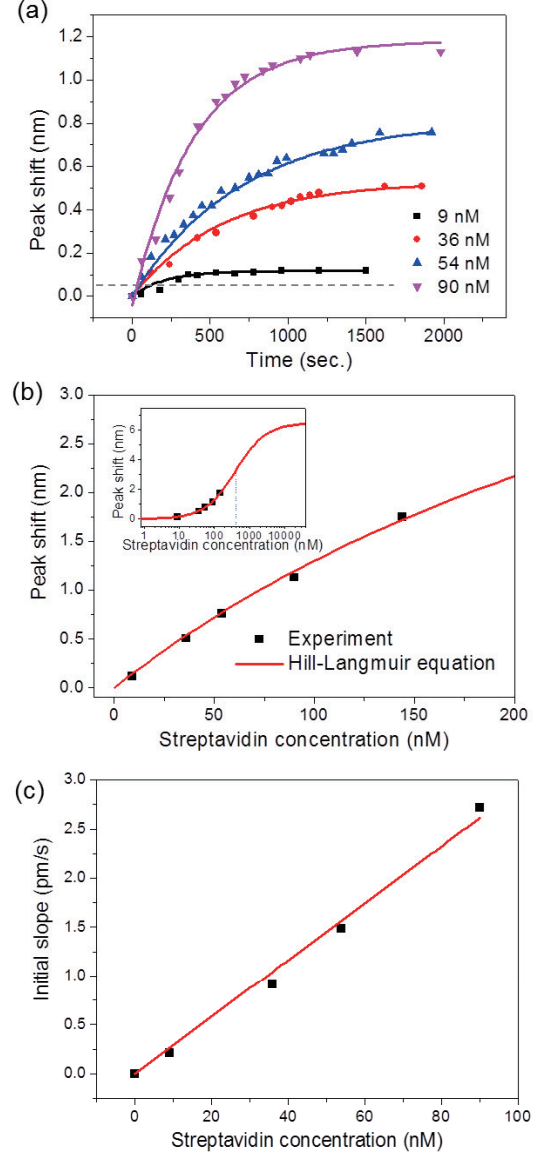 (a)
1.2
1.0
0.8
0.6
0.4
0.2
0.0
Peak shift (nm)
9 nM
36 nM
54 nM
90 nM
0 500 1000 1500 2000
Time (sec.)
(b)
3.0
2.5
2.0
1.5
1.0
0.5
0.0
Peak shift (nm)
6
4
2
0
Peak shift (nm)
1 10 100 1000 10000
Streptavidin concentration (nM)
Experiment
Hill-Langmuir equation
0 50 100 150 200
Streptavidin concentration (nM)
(c)
3.0
2.5
2.0
1.5
1.0
0.5
0.0
Initial slope (pm/s)
0 20 40 60 80 100
Streptavidin concentration (nM)